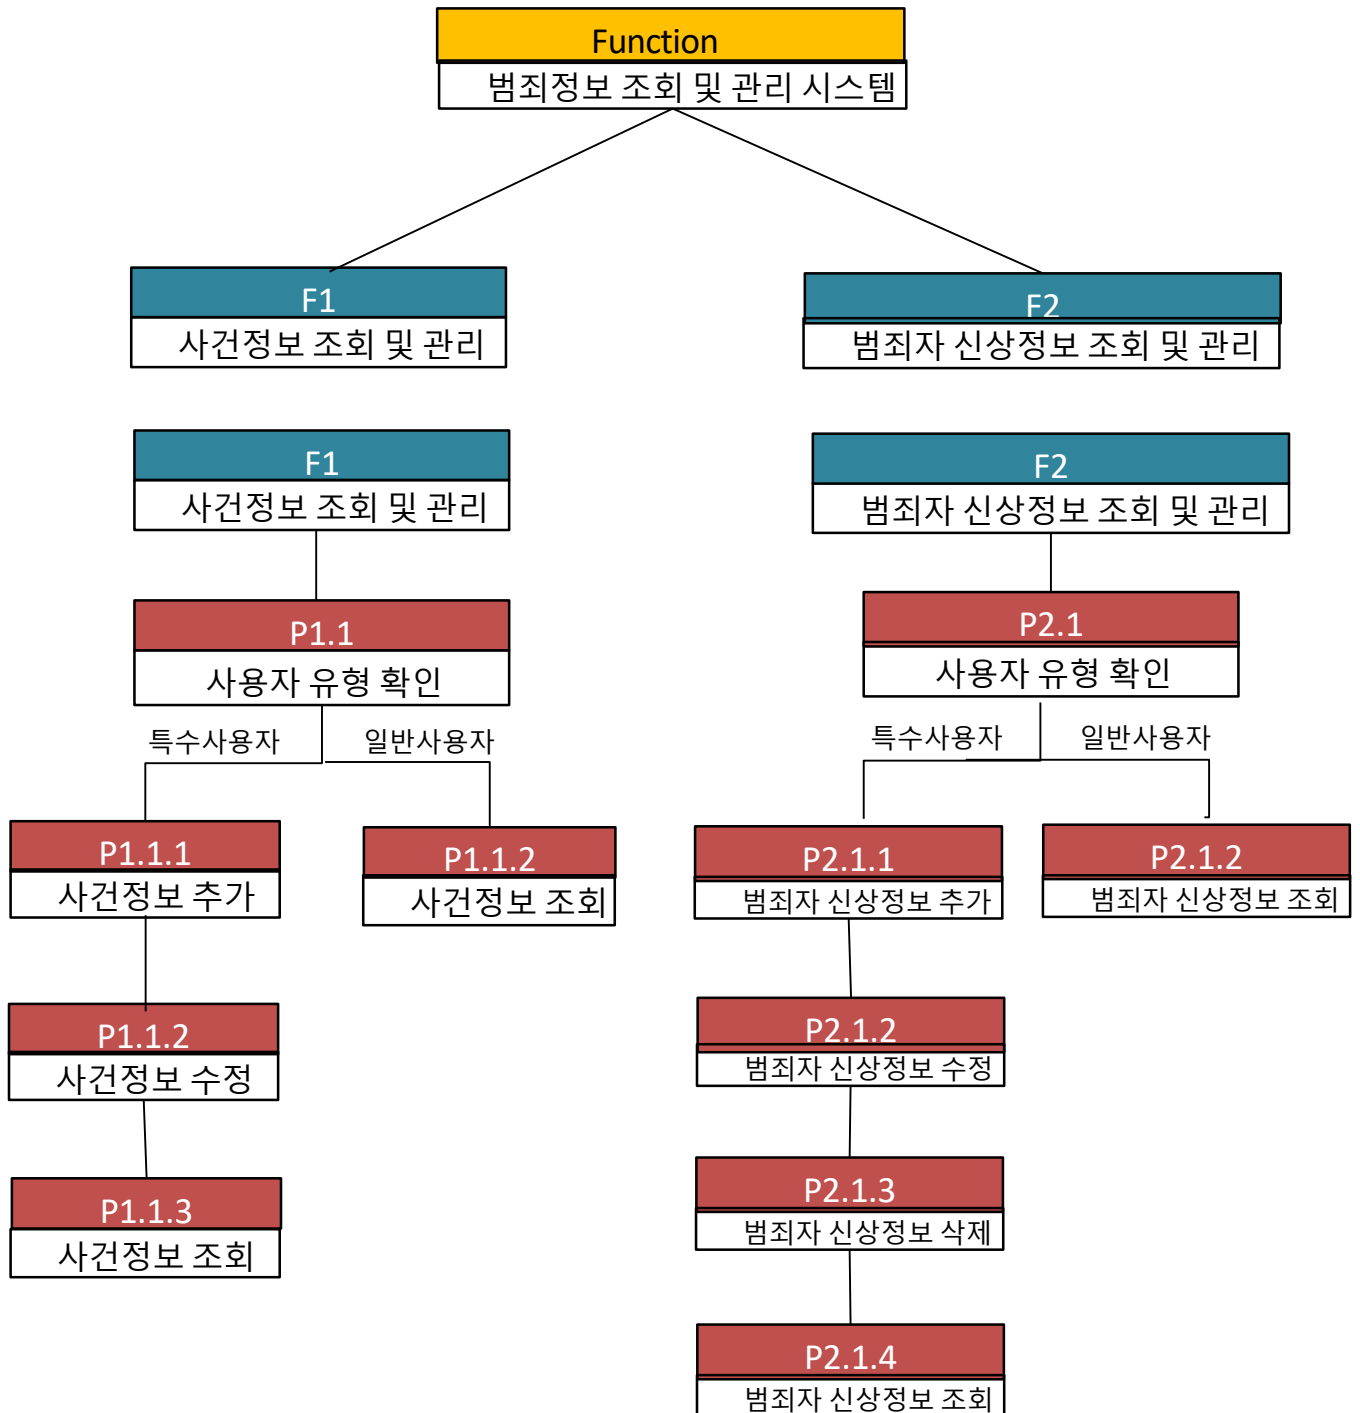 Function
범죄정보 조회 및 관리 시스템
F1
사건정보 조회 및 관리
F2
범죄자 신상정보 조회 및 관리
F1
사건정보 조회 및 관리
F2
범죄자 신상정보 조회 및 관리
P1.1
사용자 유형 확인
P2.1
사용자 유형 확인
특수사용자
일반사용자
특수사용자
일반사용자
P1.1.1
사건정보 추가
P1.1.2
사건정보 조회
P2.1.1
범죄자 신상정보 추가
P2.1.2
범죄자 신상정보 조회
P1.1.2
사건정보 수정
P2.1.2
범죄자 신상정보 수정
P1.1.3
사건정보 조회
P2.1.3
범죄자 신상정보 삭제
P2.1.4
범죄자 신상정보 조회